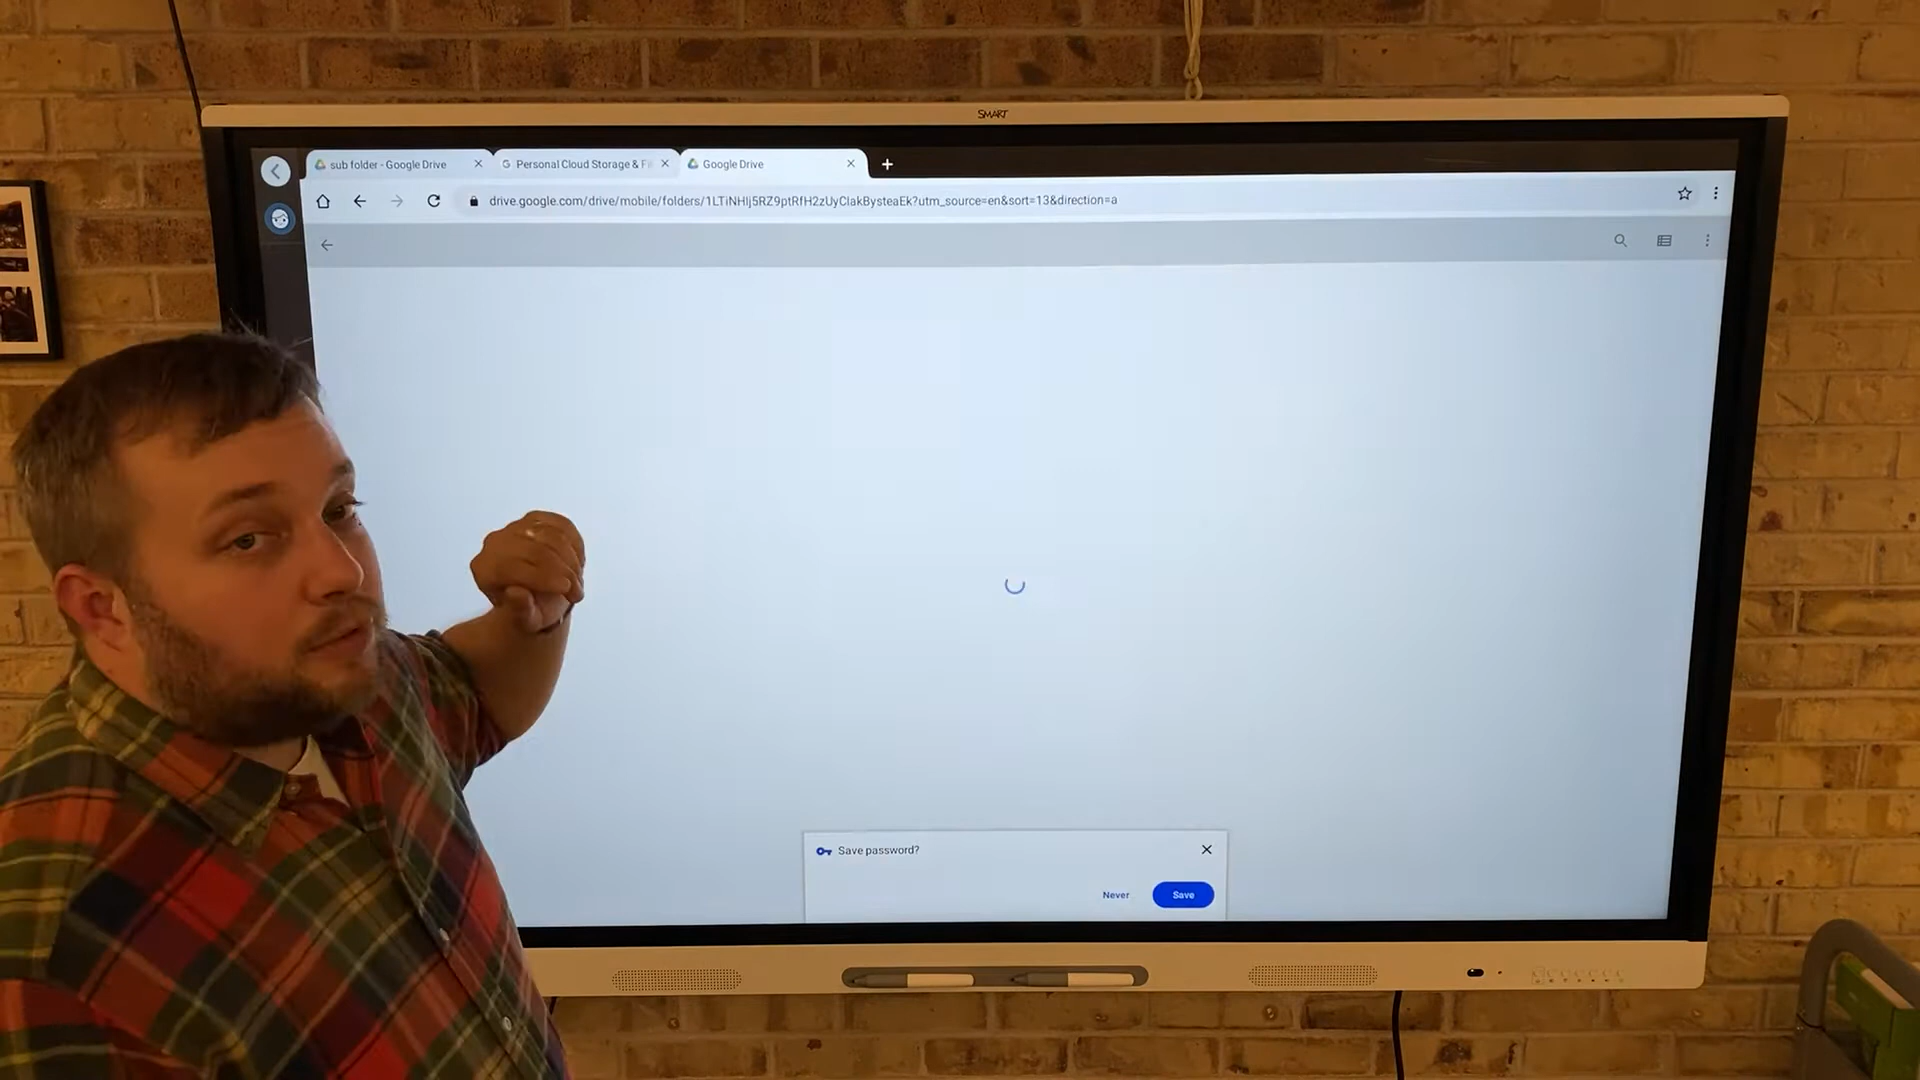 SMART
sub folder - Google Drive
Personal Cloud Storage & Fi
Google Drive
drive.google.com/drive/mobile/folders/1LTiNHIj5RZ9ptRfH2zUyClakBysteaEk?utm_source=en&sort=13&direction=a
Save password?
Never
Save